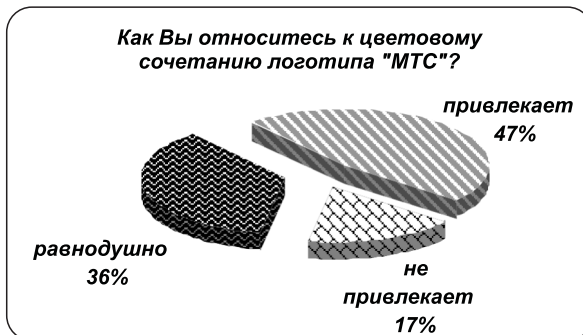 Как Вы относитесь к цветовому
сочетанию логотипа "МТС"?
привлекает
47%
равнодушно
36%
не
привлекает
17%